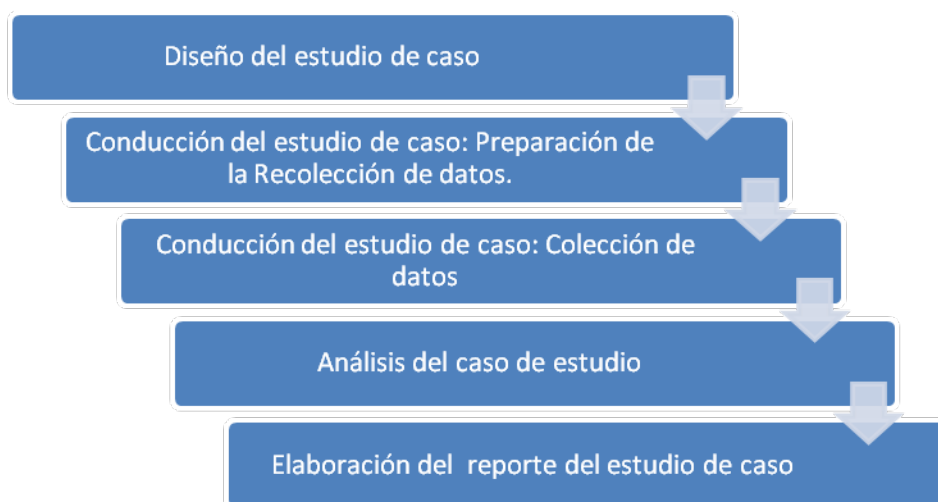 Diseño del estudio de caso
Conducción del estudio de caso: Preparación de
la Recolección de datos.
Conducción del estudio de caso: Colección de
datos
Análisis del caso de estudio
Elaboración del  reporte del estudio de caso